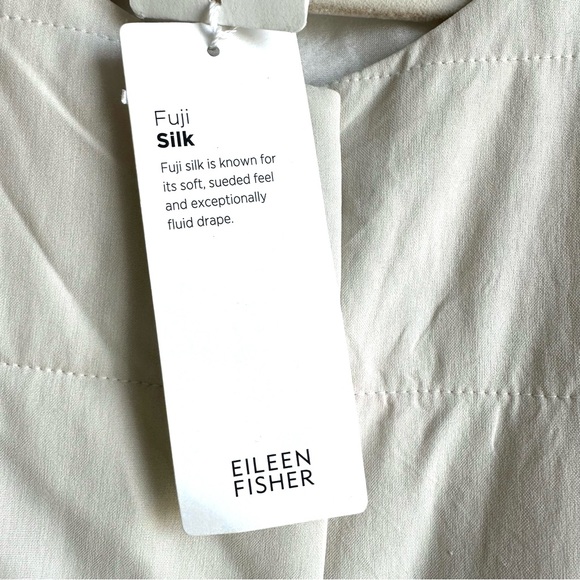 Fuji
Silk
Fuji silk is known for
its soft, sueded feel
and exceptionally
fluid drape.
EILEEN
FISHER